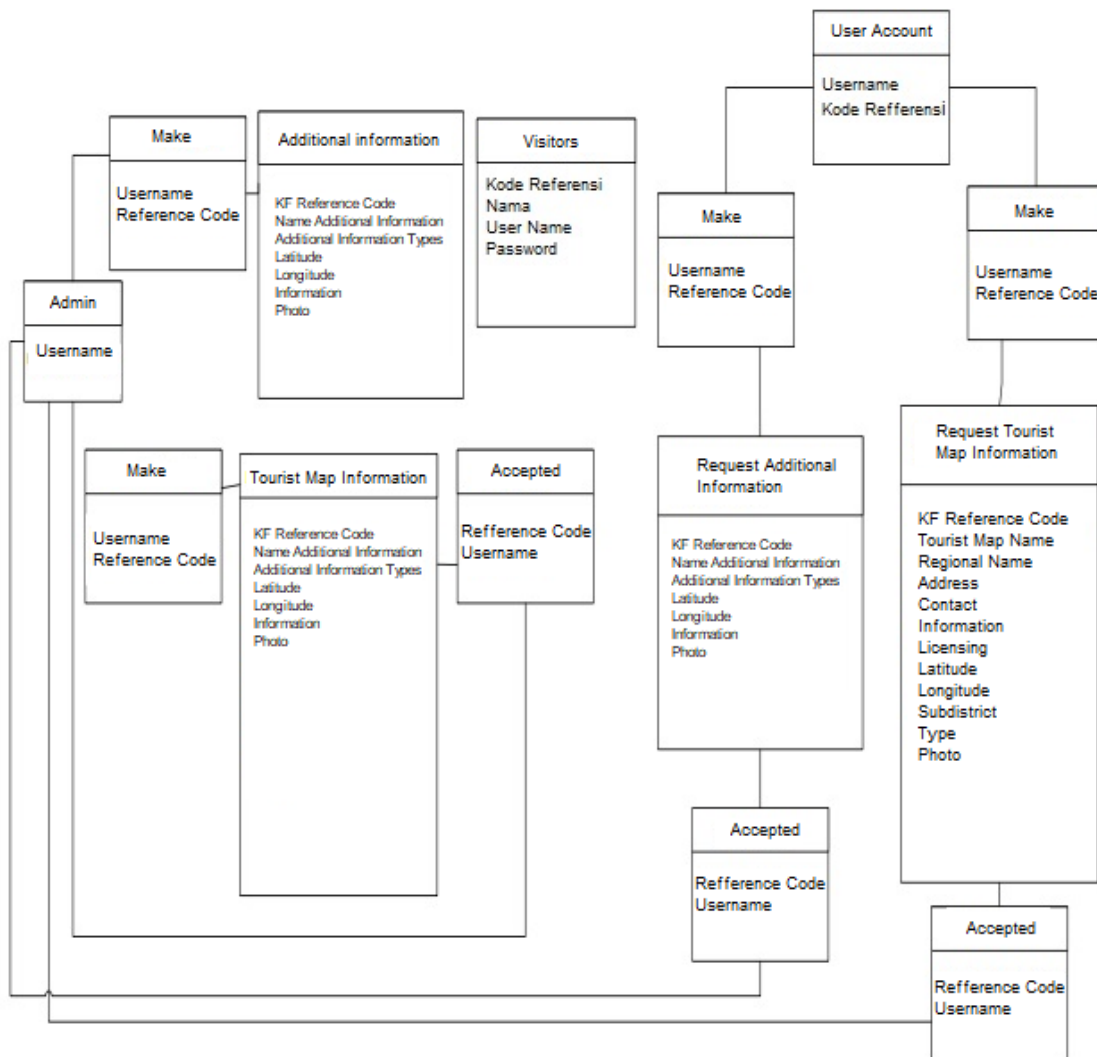 User Account
Username
Kode Refferensi
Make
Username
Reference Code
Additional information
KF Reference Code
Name Additional Information
Additional Information Types
Latitude
Longitude
Information
Photo
Visitors
Kode Referensi
Nama
User Name
Password
Make
Username
Reference Code
Make
Username
Reference Code
Admin
Username
Make
Username
Reference Code
Tourist Map Information
KF Reference Code
Name Additional Information
Additional Information Types
Latitude
Longitude
Information
Photo
Accepted
Refference Code
Username
Request Additional
Information
KF Reference Code
Name Additional Information
Additional Information Types
Latitude
Longitude
Information
Photo
Request Tourist
Map Information
KF Reference Code
Tourist Map Name
Regional Name
Address
Contact
Information
Licensing
Latitude
Longitude
Subdistrict
Type
Photo
Accepted
Refference Code
Username
Accepted
Refference Code
Username